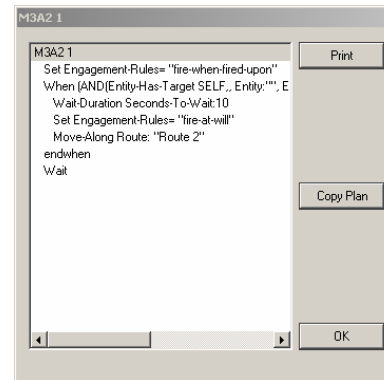 M3A2 1
M3A2 1
Set Engagement-Rules= "fire-when-fired-upon"
When (AND(Entity-Has-Target SELF,, Entity:"", E
Wait-Duration Seconds-To-Wait:10
Set Engagement-Rules= "fire-at-will"
Move-Along Route: "Route 2"
endwhen
Wait
Print
Copy Plan
OK